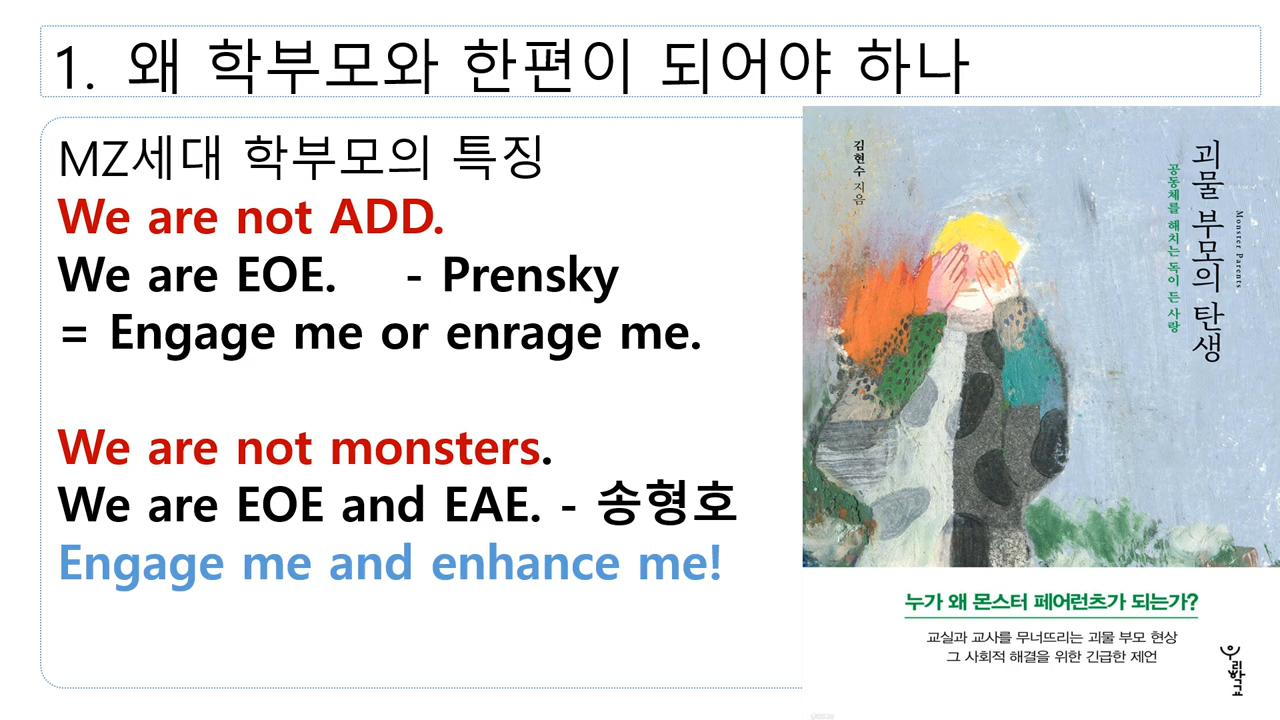 1. 왜 학부모와 한편이 되어야 하나
MZ세대 학부모의 특징
We are not ADD.
We are EOE. - Prensky
= Engage me or enrage me.
We are not monsters.
We are EOE and EAE. - 송형호
Engage me and enhance me!
괴물 부모의 탄생
Monster Parents
공동체를 해치는 독이 든 사랑
김현수 지음
누가 왜 몬스터 페어런츠가 되는가?
교실과 교사를 무너뜨리는 괴물 부모 현상
그 사회적 해결을 위한 긴급한 제언
우리학교